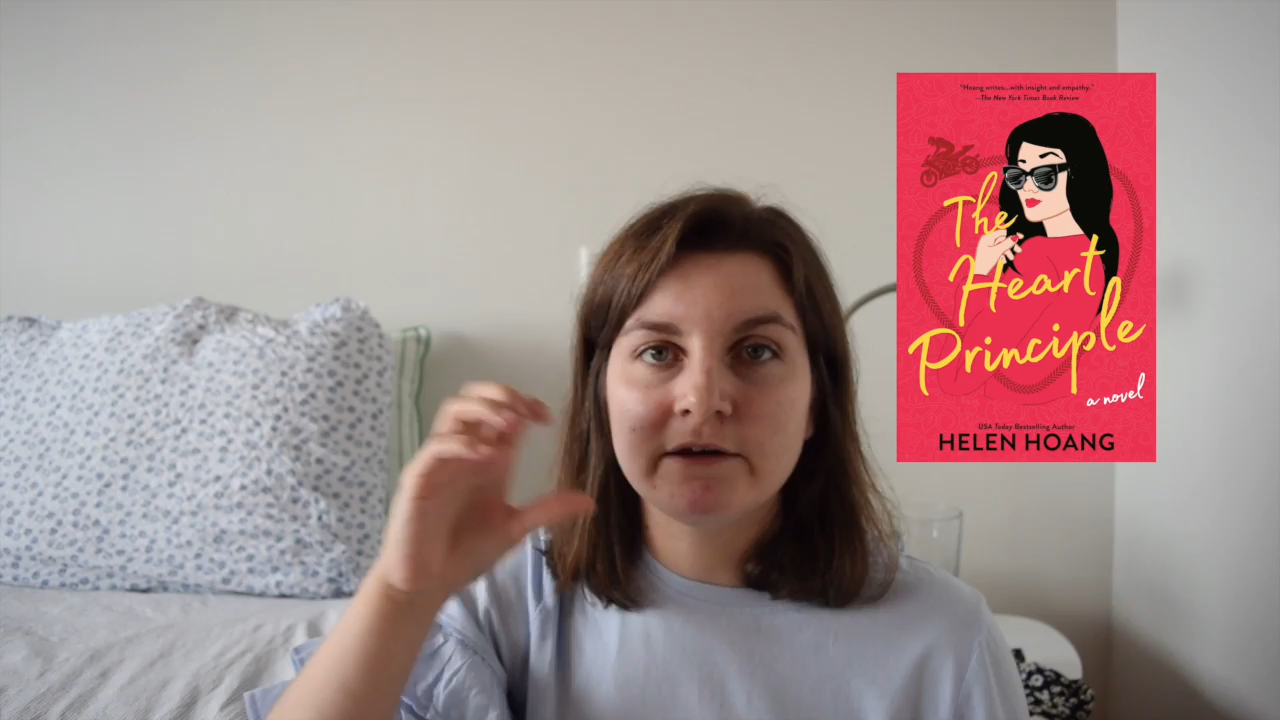 "Hoang writes...with insight and empathy."
—The New York Times Book Review
The
Heart
Principle
a novel
USA Today Bestselling Author
HELEN HOANG